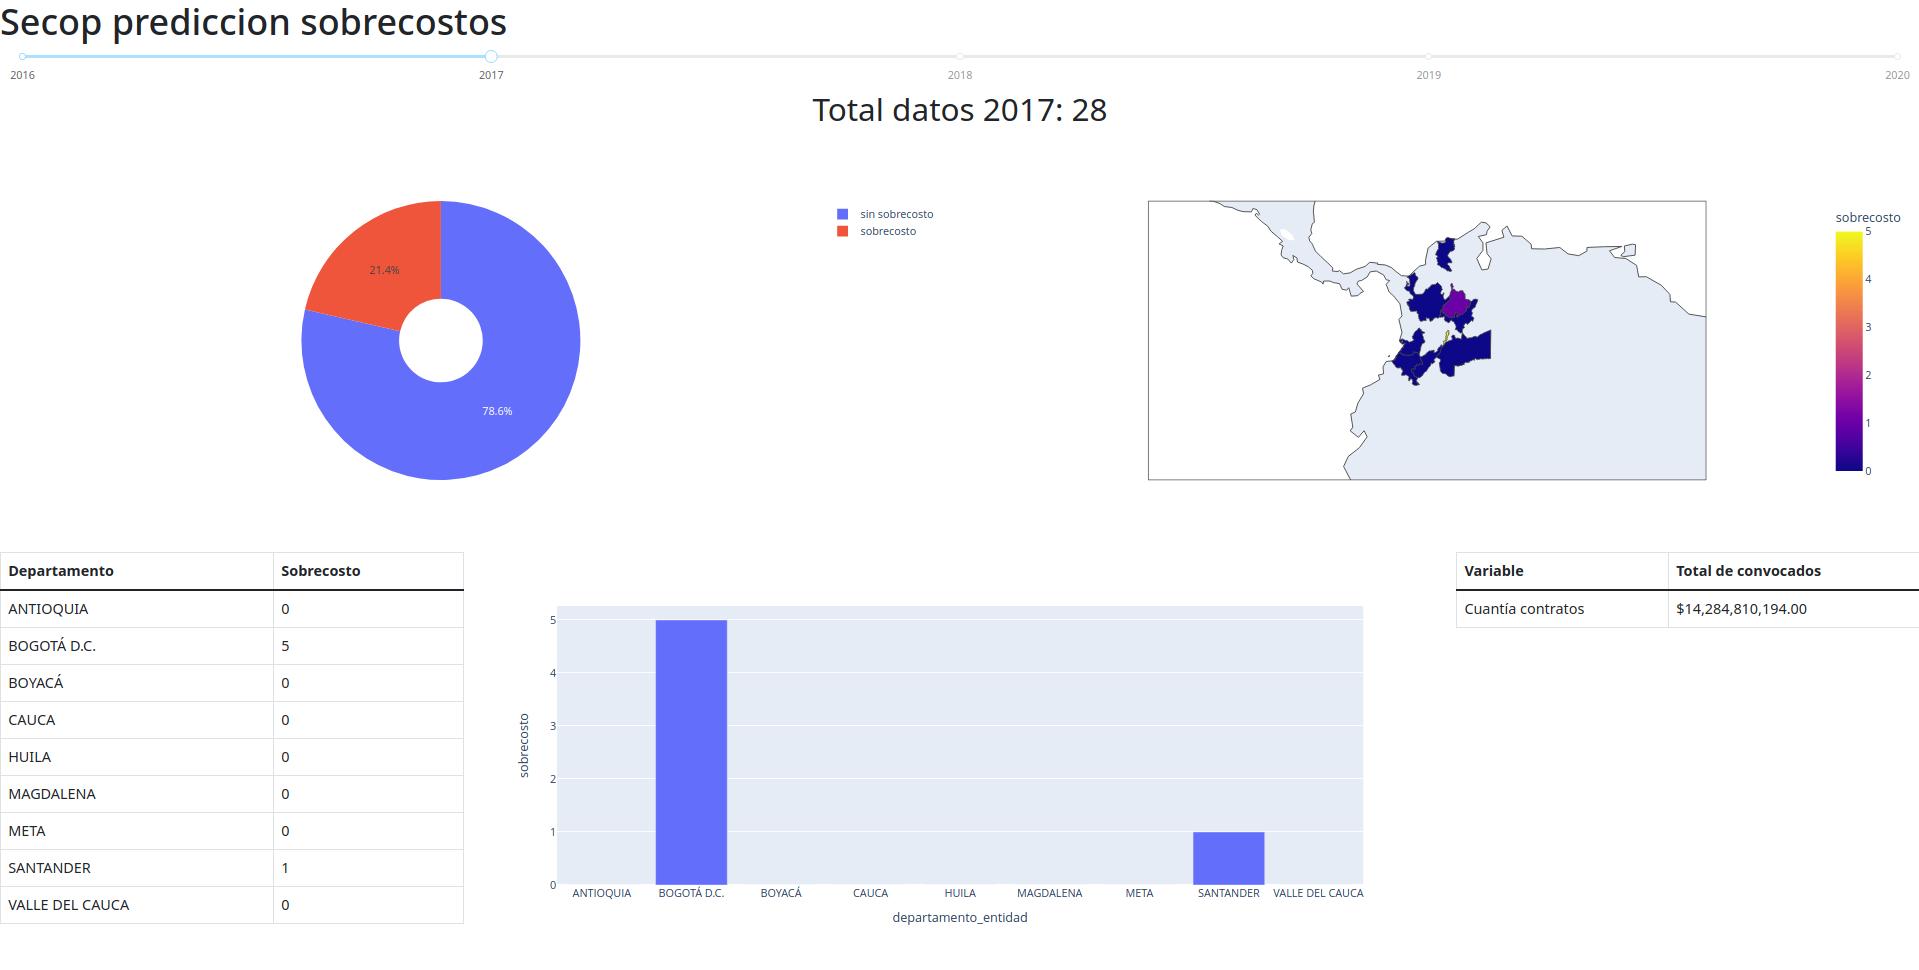 Secop prediccion sobrecostos
2016 2017 2018 2019 2020
Total datos 2017: 28
21.4%
78.6%
sin sobrecosto
sobrecosto
sobrecosto
5
4
3
2
1
0
Departamento Sobrecosto
ANTIOQUIA 0
BOGOTÁ D.C. 5
BOYACÁ 0
CAUCA 0
HUILA 0
MAGDALENA 0
META 0
SANTANDER 1
VALLE DEL CAUCA 0
5
4
3
2
1
0
sobrecosto
ANTIOQUIA BOGOTÁ D.C. BOYACÁ CAUCA HUILA MAGDALENA META SANTANDER VALLE DEL CAUCA
departamento_entidad
Variable Total de convocados
Cuantía contratos $14,284,810,194.00